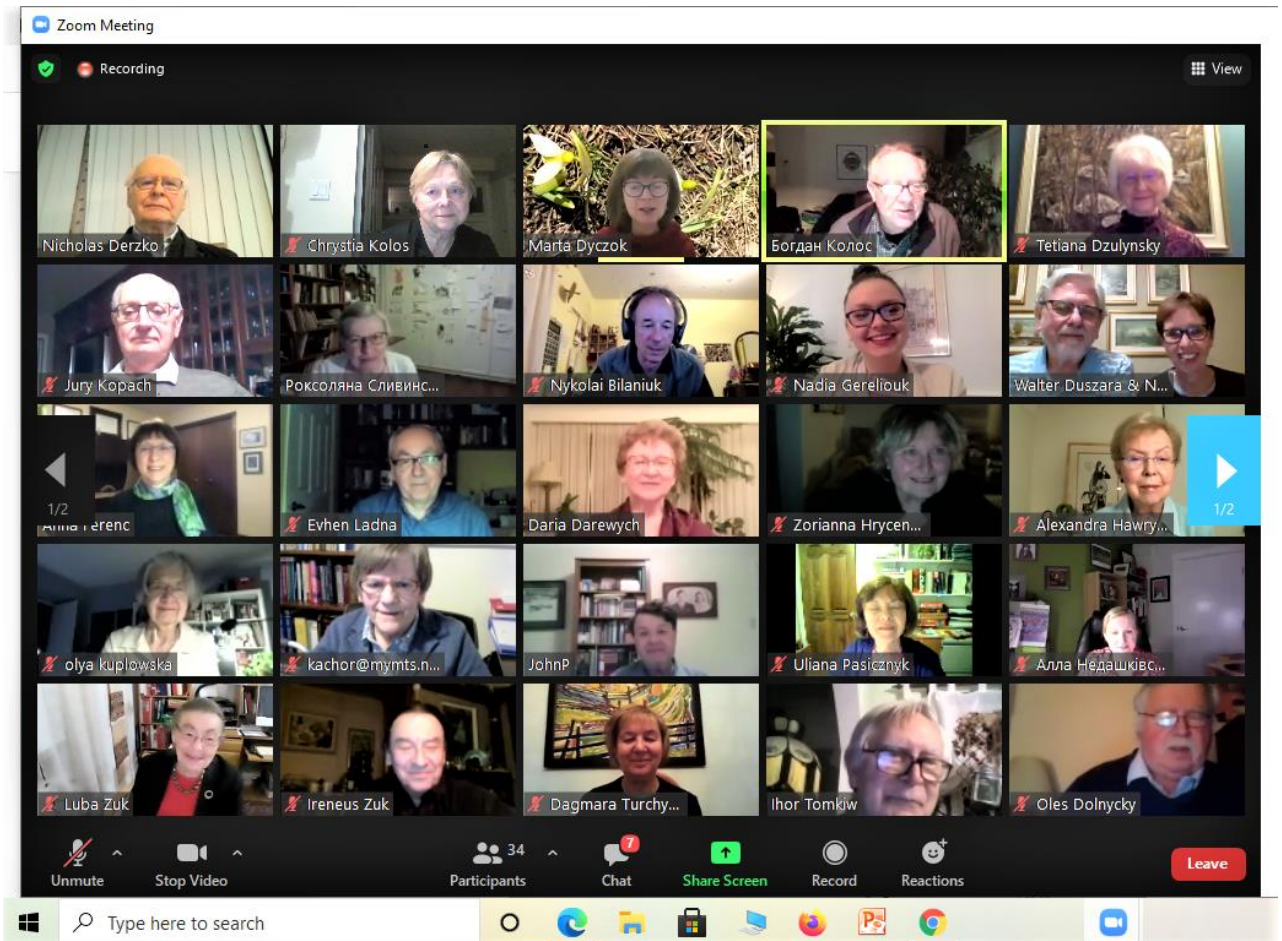 Zoom Meeting
Recording
View
Nicholas Derzko
Chrystia Kolos
Marta Dyczok
Богдан Колос
Tetiana Dzulynsky
Jury Kopach
Роксоляна Сливинс...
Nykolai Bilaniuk
Nadia Gereliouk
Walter Duszara & N...
1/2
Anna Ferenc
Evhen Ladna
Daria Darewych
Zorianna Hrycen...
Alexandra Hawry...
1/2
olya kuplowska
kachor@mymts.n...
JohnP
Uliana Pasicznyk
Алла Недашківс...
Luba Zuk
Ireneus Zuk
Dagmara Turchy...
Ihor Tomkiw
Oles Dolnycky
34
7
Unmute
Stop Video
Participants
Chat
Share Screen
Record
Reactions
Leave
Type here to search